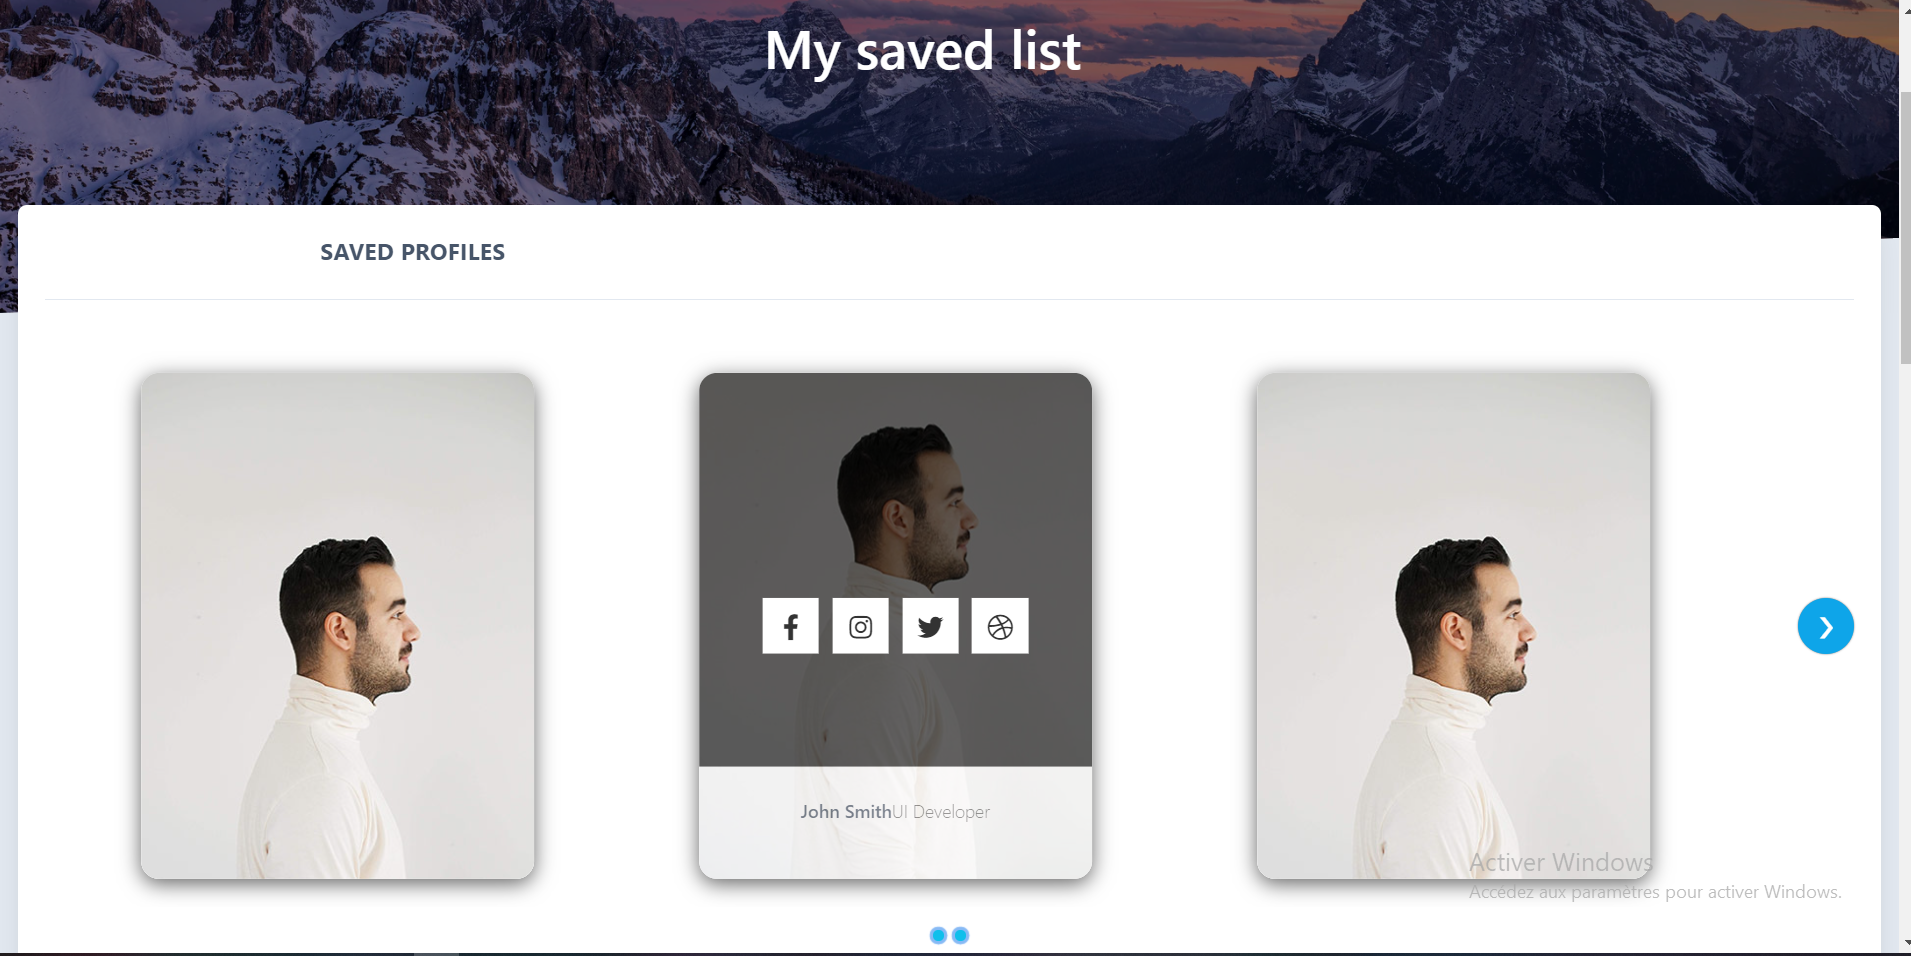 My saved list
SAVED PROFILES
John SmithUI Developer
Activer Windows
Accédez aux paramètres pour activer Windows.